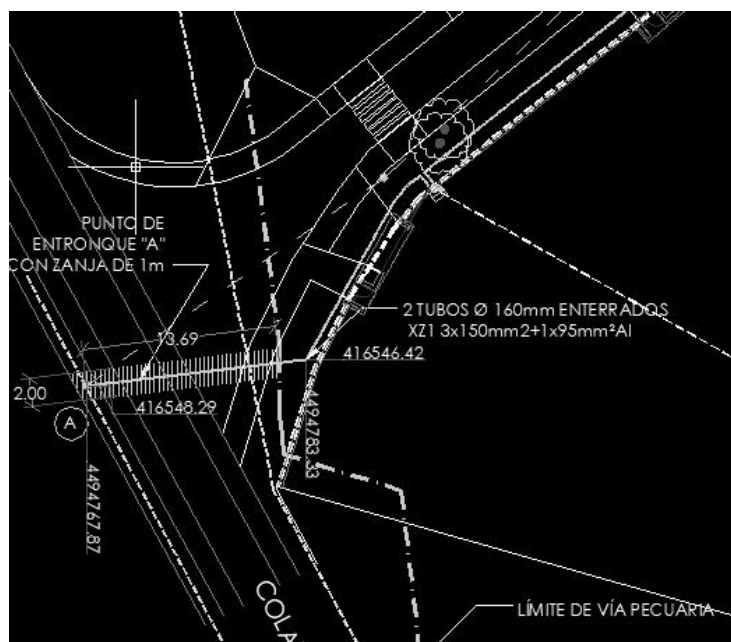 PUNTO DE
ENTRONQUE "A"
CON ZANJA DE 1m
2 TUBOS Ø 160mm ENTERRADOS
XZ1 3x150mm2+1x95mm²Al
13.69
416546.42
2.00
416548.29
A
4494783.33
4494767.87
COLA
LÍMITE DE VÍA PECUARIA